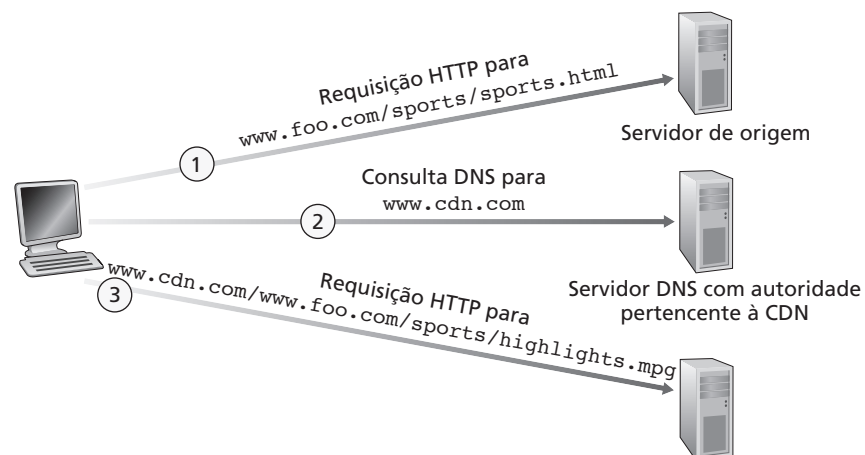 Requisição HTTP para
www.foo.com/sports/sports.html
1
Servidor de origem
Consulta DNS para
www.cdn.com
2
Servidor DNS com autoridade
pertencente à CDN
Requisição HTTP para
www.cdn.com/www.foo.com/sports/highlights.mpg
3